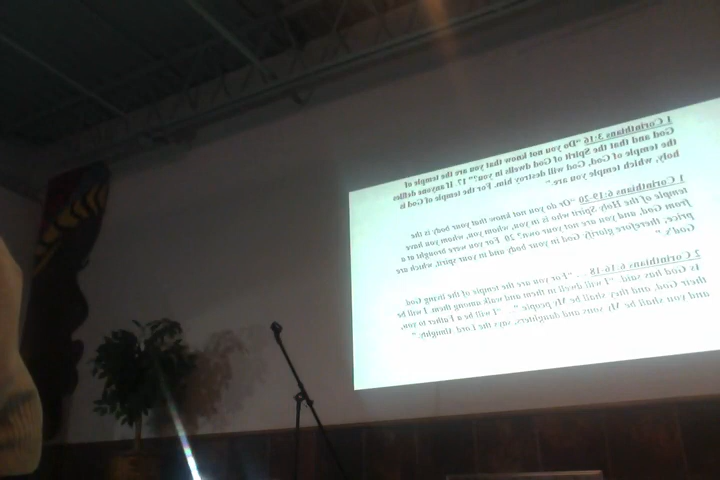 1 Corinthians 3:16 "Do you not know that you are the temple of
God and that the Spirit of God dwells in you"" 17 If anyone defiles
the temple of God, God will destroy him. For the temple of God is
holy, which temple you are."
1 Corinthians 6:19-20 "Or do you not know that your body is the
temple of the Holy Spirit who is in you, whom you, whom you have
from God, and you are not your own? 20 For you were brought at a
price; therefore glorify God in your body and in your spirit, which are
God's"
2 Corinthians 6:16-18 ... "For you are the temple of the living God
As God has said. "I will dwell in them and walk among them I will be
their God, and they shall be My people." ... "I will be a Father to you,
and you shall be My sons and daughters, says the Lord Almighty."